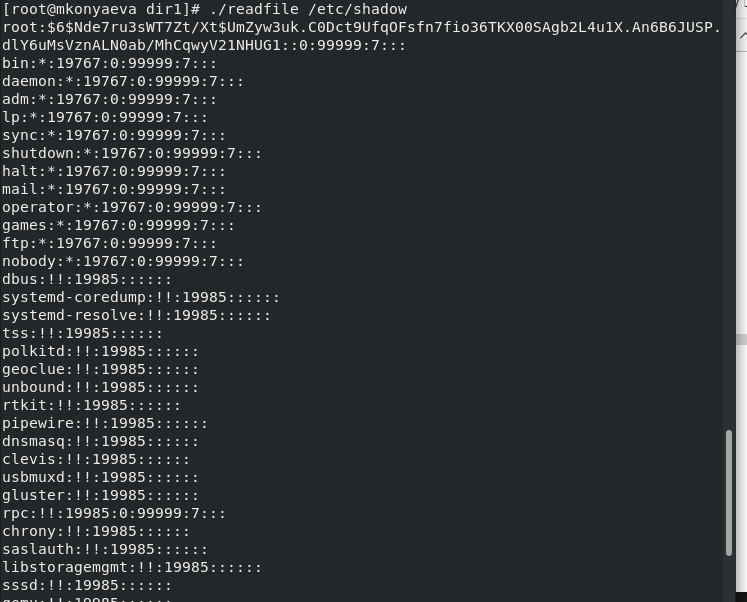 [root@mkonyaeva dir1]# ./readfile /etc/shadow
root:$6$Nde7ru3sWT7Zt/Xt$UmZyw3uk.C0Dct9UfqOFsfn7fio36TKX00SAgb2L4u1X.An6B6JUSP.
dlY6uMsVznALN0ab/MhCqwyV21NHUG1::0:99999:7:::
bin:*:19767:0:99999:7:::
daemon:*:19767:0:99999:7:::
adm:*:19767:0:99999:7:::
lp:*:19767:0:99999:7:::
sync:*:19767:0:99999:7:::
shutdown:*:19767:0:99999:7:::
halt:*:19767:0:99999:7:::
mail:*:19767:0:99999:7:::
operator:*:19767:0:99999:7:::
games:*:19767:0:99999:7:::
ftp:*:19767:0:99999:7:::
nobody:*:19767:0:99999:7:::
dbus:!!:19985::::::
systemd-coredump:!!:19985::::::
systemd-resolve:!!:19985::::::
tss:!!:19985::::::
polkitd:!!:19985::::::
geoclue:!!:19985::::::
unbound:!!:19985::::::
rtkit:!!:19985::::::
pipewire:!!:19985::::::
dnsmasq:!!:19985::::::
clevis:!!:19985::::::
usbmuxd:!!:19985::::::
gluster:!!:19985::::::
rpc:!!:19985:0:99999:7:::
chrony:!!:19985::::::
saslauth:!!:19985::::::
libstoragemgmt:!!:19985::::::
sssd:!!:19985::::::